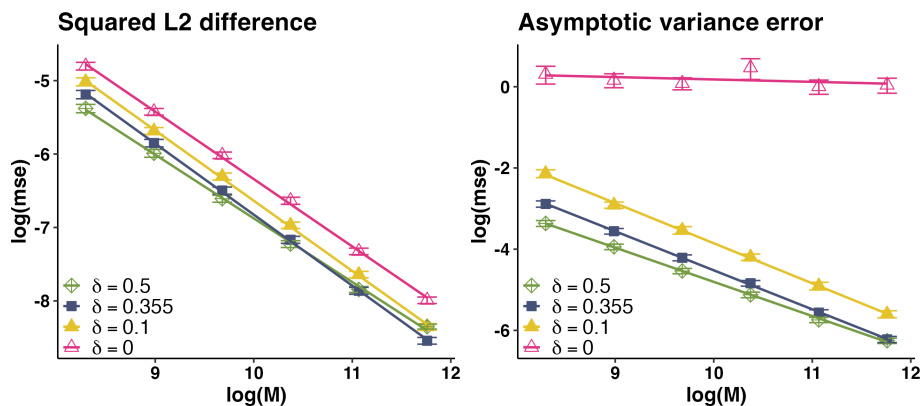 Squared L2 difference
log(mse)
-5
-6
-7
-8
δ = 0.5
δ = 0.355
δ = 0.1
δ = 0
9 10 11 12
log(M)
Asymptotic variance error
log(mse)
0
-2
-4
-6
δ = 0.5
δ = 0.355
δ = 0.1
δ = 0
9 10 11 12
log(M)